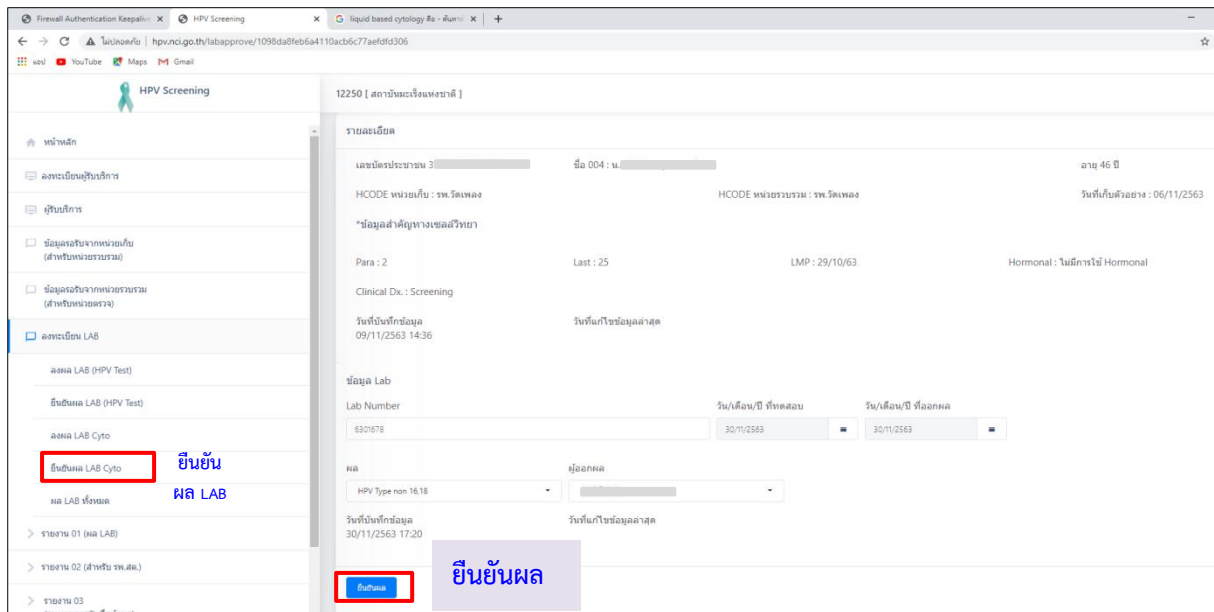 Firewall Authentication Keepalive
HPV Screening
liquid based cytology คือ - ค้นหา
ไม่ปลอดภัย | hpv.nci.go.th/labapprove/1098da8feb6a4110acb6c77aefdfd306
แอป YouTube Maps Gmail
HPV Screening
12250 [ สถาบันมะเร็งแห่งชาติ ]
หน้าหลัก
ลงทะเบียนผู้รับบริการ
ผู้รับบริการ
ข้อมูลรอรับจากหน่วยเก็บ
(สำหรับหน่วยรวบรวม)
ข้อมูลรอรับจากหน่วยรวบรวม
(สำหรับหน่วยตรวจ)
ลงทะเบียน LAB
ลงผล LAB (HPV Test)
ยืนยันผล LAB (HPV Test)
ลงผล LAB Cyto
ยืนยันผล LAB Cyto
ยืนยัน
ผล LAB
ผล LAB ทั้งหมด
รายงาน 01 (ผล LAB)
รายงาน 02 (สำหรับ รพ.สต.)
รายงาน 03
รายละเอียด
เลขบัตรประชาชน 3 ชื่อ 004 : น. อายุ 46 ปี
HCODE หน่วยเก็บ : รพ.วัดเพลง HCODE หน่วยรวบรวม : รพ.วัดเพลง วันที่เก็บตัวอย่าง : 06/11/2563
*ข้อมูลสำคัญทางเซลล์วิทยา
Para : 2 Last : 25 LMP : 29/10/63 Hormonal : ไม่มีการใช้ Hormonal
Clinical Dx. : Screening
วันที่บันทึกข้อมูล วันที่แก้ไขข้อมูลล่าสุด
09/11/2563 14:36
ข้อมูล Lab
Lab Number วัน/เดือน/ปี ที่ทดสอบ วัน/เดือน/ปี ที่ออกผล
6301678 30/11/2563 30/11/2563
ผล ผู้ออกผล
HPV Type non 16,18
วันที่บันทึกข้อมูล วันที่แก้ไขข้อมูลล่าสุด
30/11/2563 17:20
ยืนยันผล
ยืนยันผล